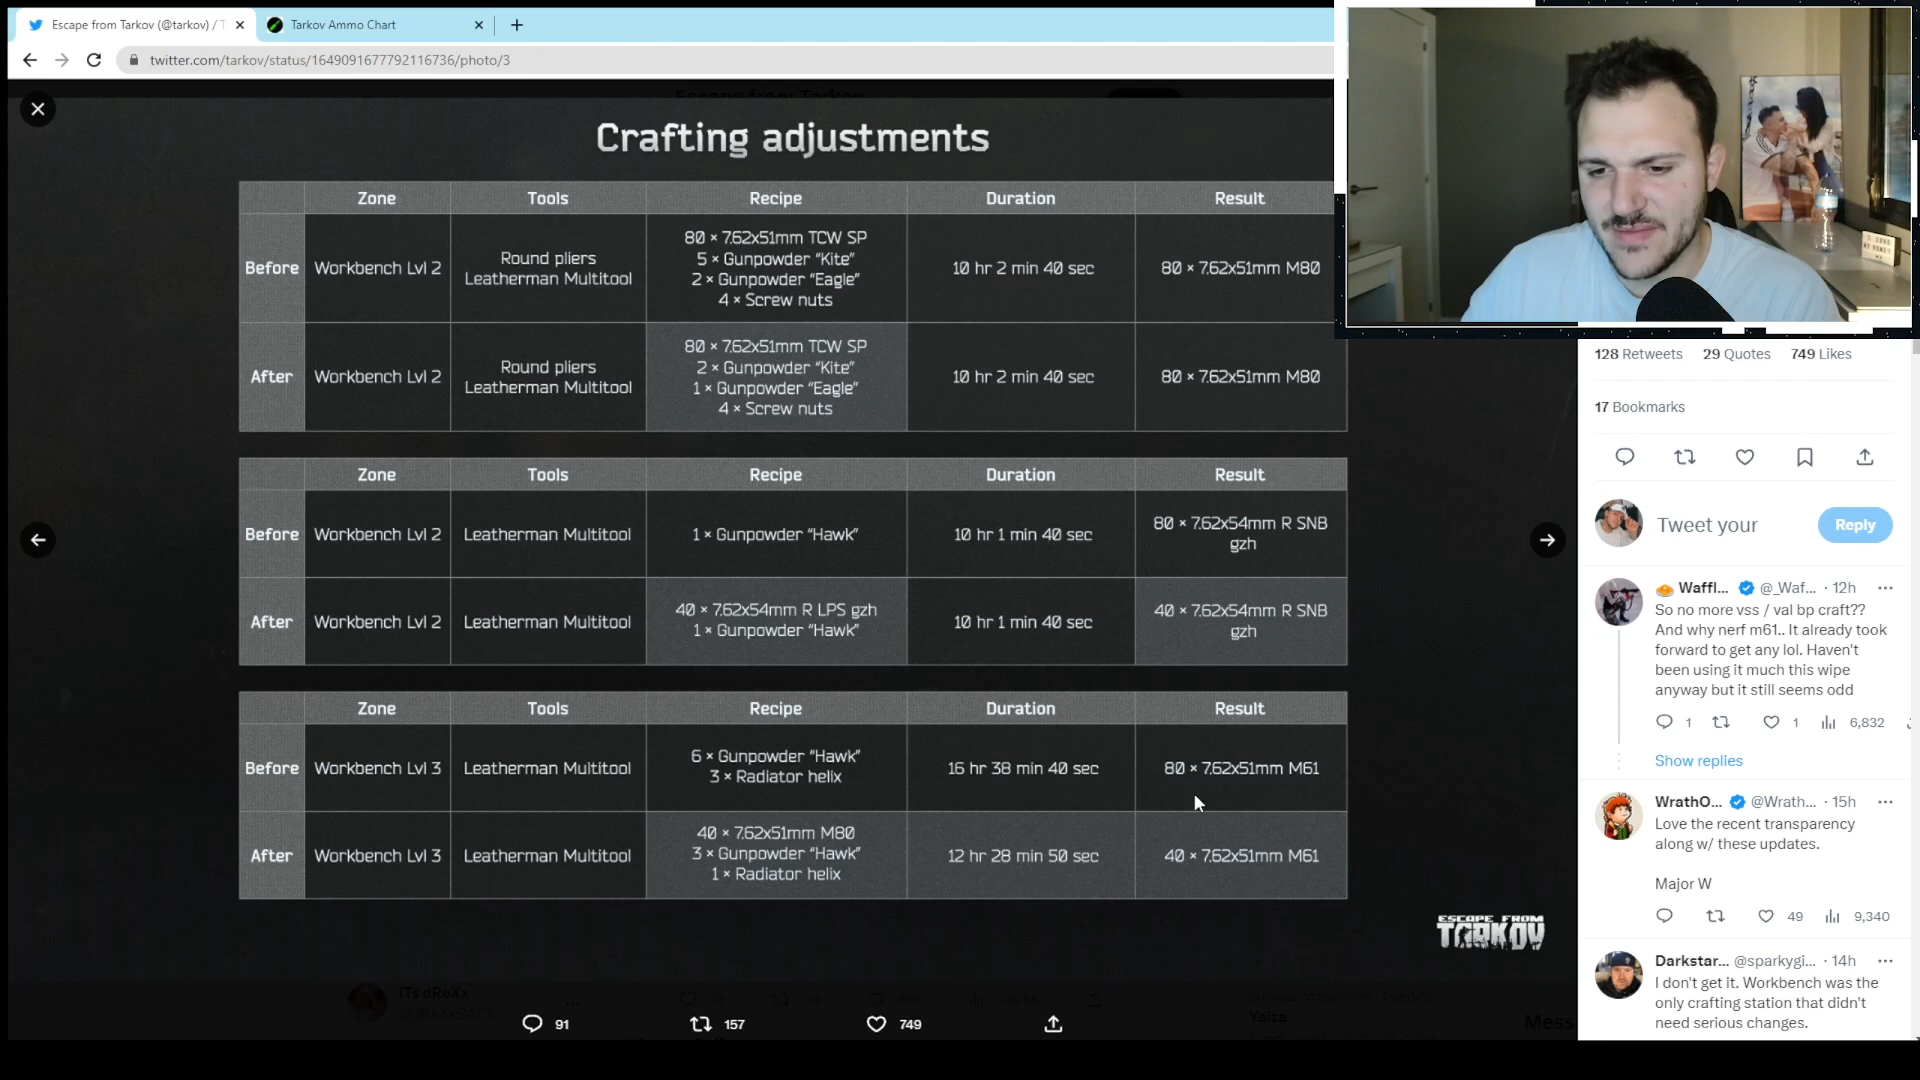 Escape from Tarkov (@tarkov) / T
Tarkov Ammo Chart
twitter.com/tarkov/status/1649091677792116736/photo/3
Crafting adjustments
Zone Tools Recipe Duration Result
Before Workbench Lvl 2 Round pliers Leatherman Multitool 80 × 7.62x51mm TCW SP 10 hr 2 min 40 sec 80 × 7.62x51mm M80
5 × Gunpowder “Kite”
2 × Gunpowder “Eagle”
4 × Screw nuts
After Workbench Lvl 2 Round pliers Leatherman Multitool 80 × 7.62x51mm TCW SP 10 hr 2 min 40 sec 80 × 7.62x51mm M80
2 × Gunpowder “Kite”
1 × Gunpowder “Eagle”
4 × Screw nuts
Zone Tools Recipe Duration Result
Before Workbench Lvl 2 Leatherman Multitool 1 × Gunpowder “Hawk” 10 hr 1 min 40 sec 80 × 7.62x54mm R SNB gzh
After Workbench Lvl 2 Leatherman Multitool 40 × 7.62x54mm R LPS gzh 10 hr 1 min 40 sec 40 × 7.62x54mm R SNB gzh
1 × Gunpowder “Hawk”
Zone Tools Recipe Duration Result
Before Workbench Lvl 3 Leatherman Multitool 6 × Gunpowder “Hawk” 16 hr 38 min 40 sec 80 × 7.62x51mm M61
3 × Radiator helix
After Workbench Lvl 3 Leatherman Multitool 40 × 7.62x51mm M80 12 hr 28 min 50 sec 40 × 7.62x51mm M61
3 × Gunpowder “Hawk”
1 × Radiator helix
ESCAPE FROM
TARKOV
91 157 749
128 Retweets 29 Quotes 749 Likes
17 Bookmarks
Tweet your Reply
Waffl... @_Waf... · 12h
So no more vss / val bp craft??
And why nerf m61.. It already took
forward to get any lol. Haven't
been using it much this wipe
anyway but it still seems odd
1 1 6,832
Show replies
WrathO... @Wrath... · 15h
Love the recent transparency
along w/ these updates.
Major W
49 9,340
Darkstar... @sparkygi... · 14h
I don't get it. Workbench was the
only crafting station that didn't
need serious changes.